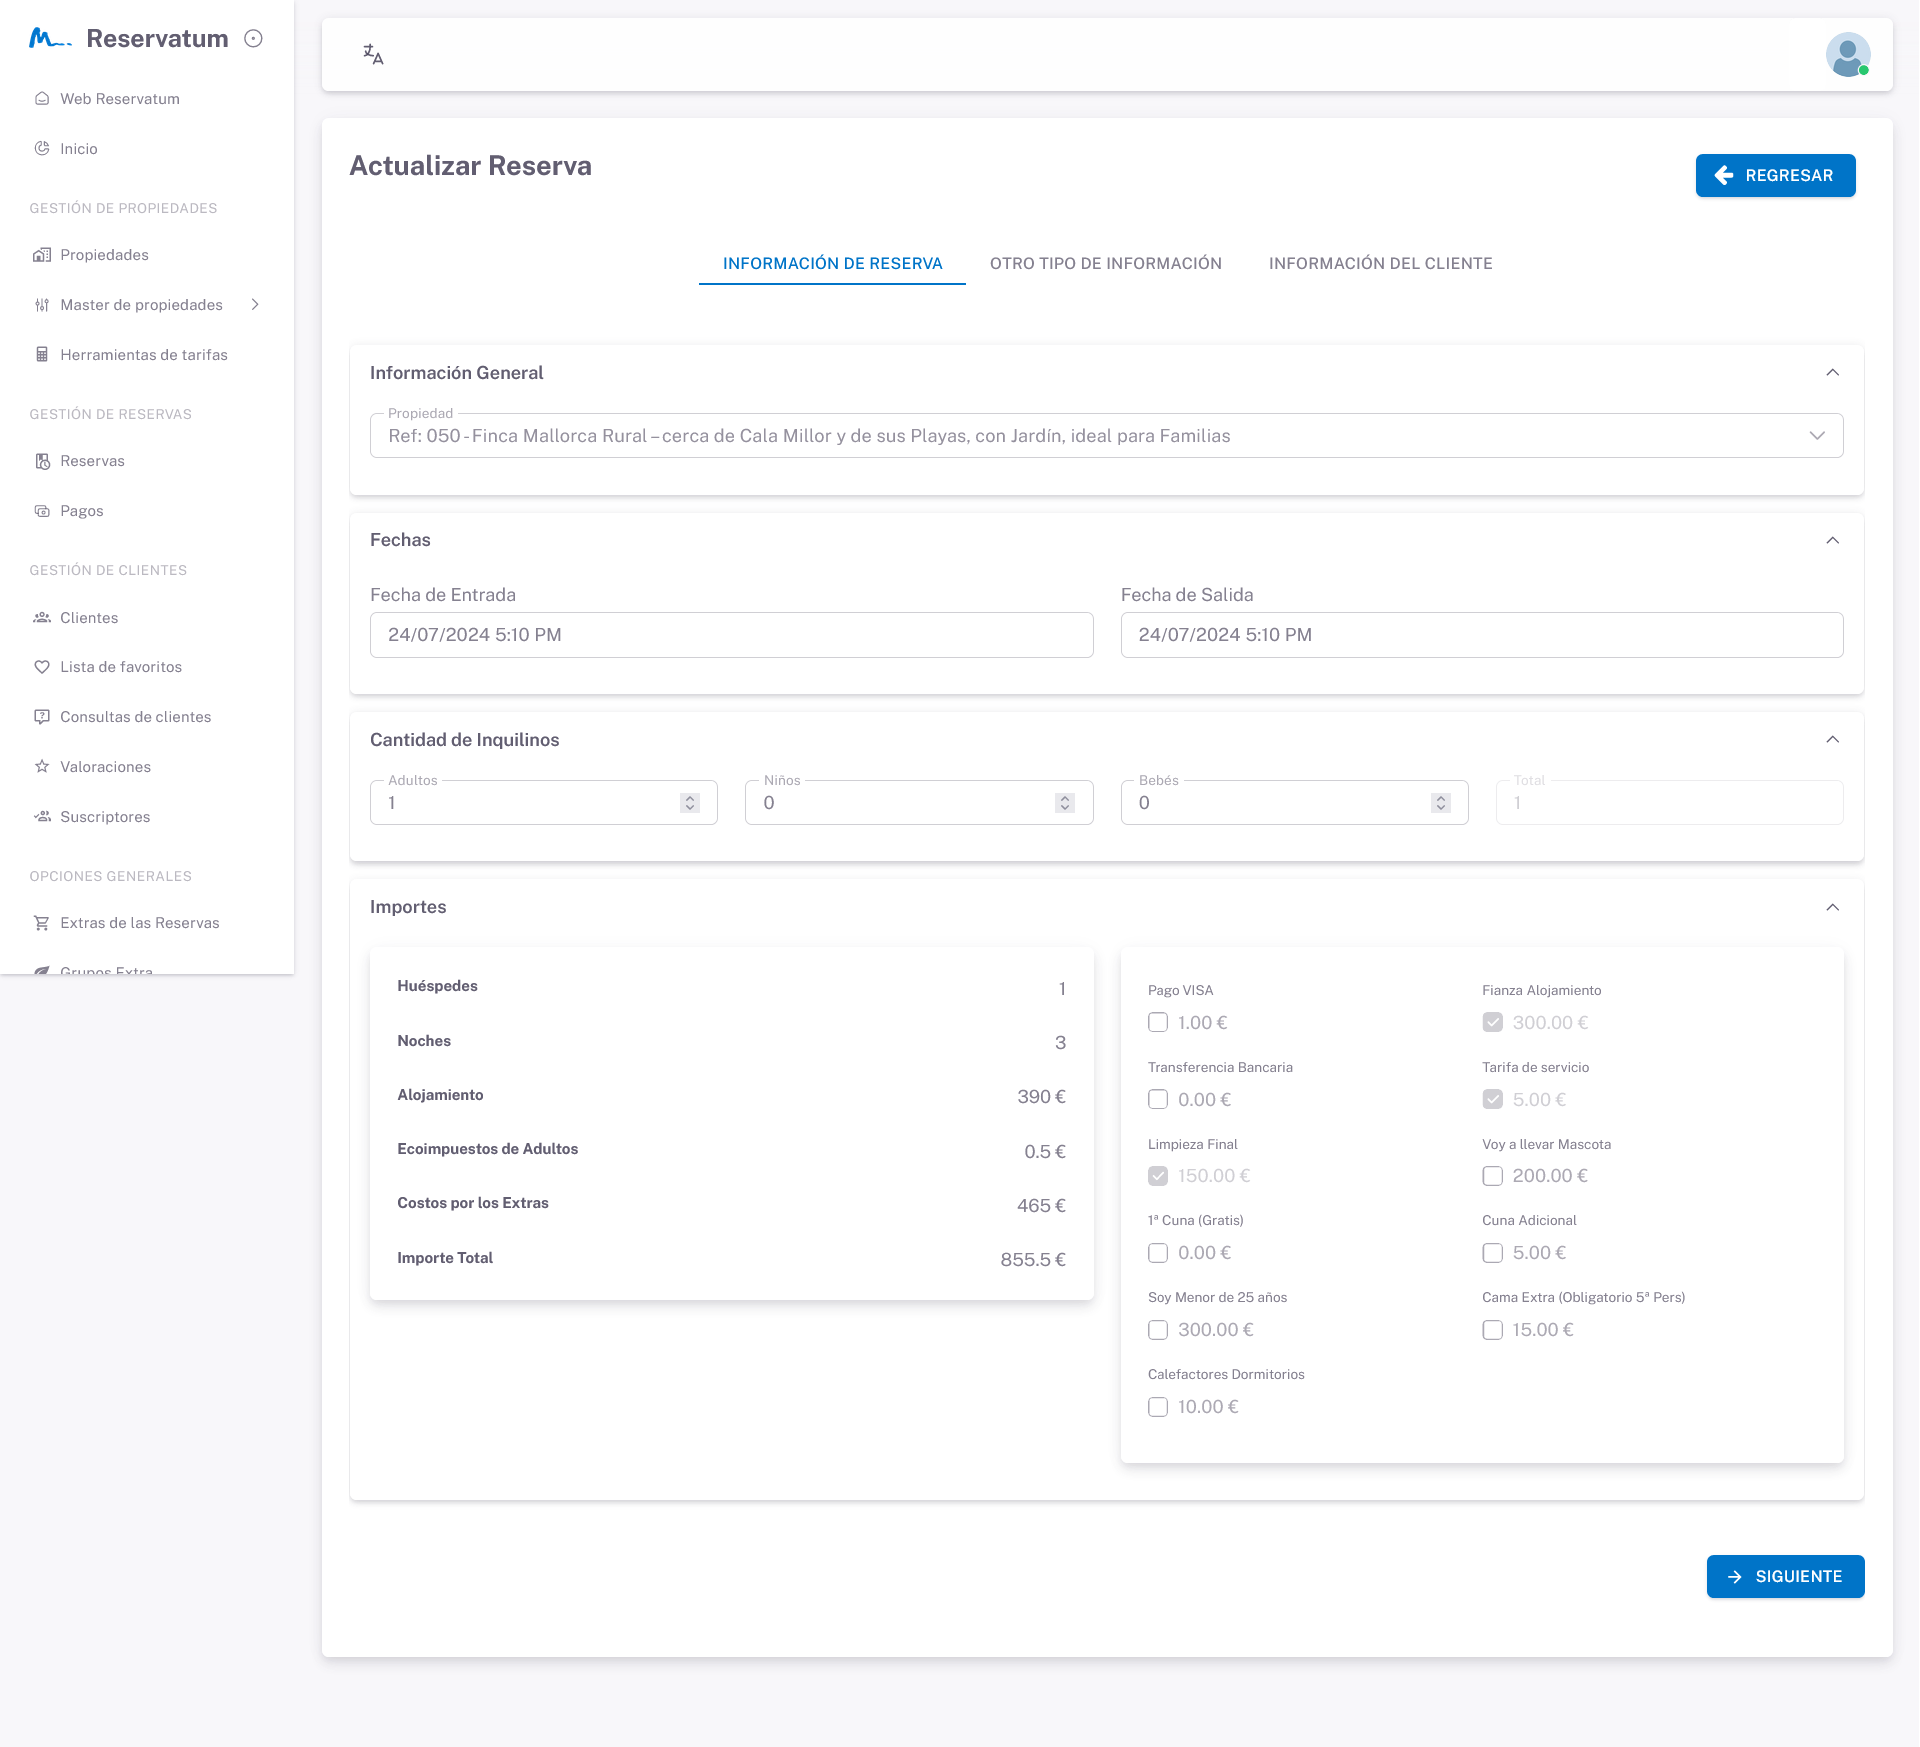 Reservatum
Web Reservatum
Inicio
GESTIÓN DE PROPIEDADES
Propiedades
Master de propiedades
Herramientas de tarifas
GESTIÓN DE RESERVAS
Reservas
Pagos
GESTIÓN DE CLIENTES
Clientes
Lista de favoritos
Consultas de clientes
Valoraciones
Suscriptores
OPCIONES GENERALES
Extras de las Reservas
Grupos Extra
Actualizar Reserva
REGRESAR
INFORMACIÓN DE RESERVA
OTRO TIPO DE INFORMACIÓN
INFORMACIÓN DEL CLIENTE
Información General
Propiedad
Ref: 050 - Finca Mallorca Rural – cerca de Cala Millor y de sus Playas, con Jardín, ideal para Familias
Fechas
Fecha de Entrada
24/07/2024 5:10 PM
Fecha de Salida
24/07/2024 5:10 PM
Cantidad de Inquilinos
Adultos
1
Niños
0
Bebés
0
Total
1
Importes
Huéspedes 1
Noches 3
Alojamiento 390 €
Ecoimpuestos de Adultos 0.5 €
Costos por los Extras 465 €
Importe Total 855.5 €
Pago VISA
1.00 €
Fianza Alojamiento
300.00 €
Transferencia Bancaria
0.00 €
Tarifa de servicio
5.00 €
Limpieza Final
150.00 €
Voy a llevar Mascota
200.00 €
1ª Cuna (Gratis)
0.00 €
Cuna Adicional
5.00 €
Soy Menor de 25 años
300.00 €
Cama Extra (Obligatorio 5ª Pers)
15.00 €
Calefactores Dormitorios
10.00 €
SIGUIENTE